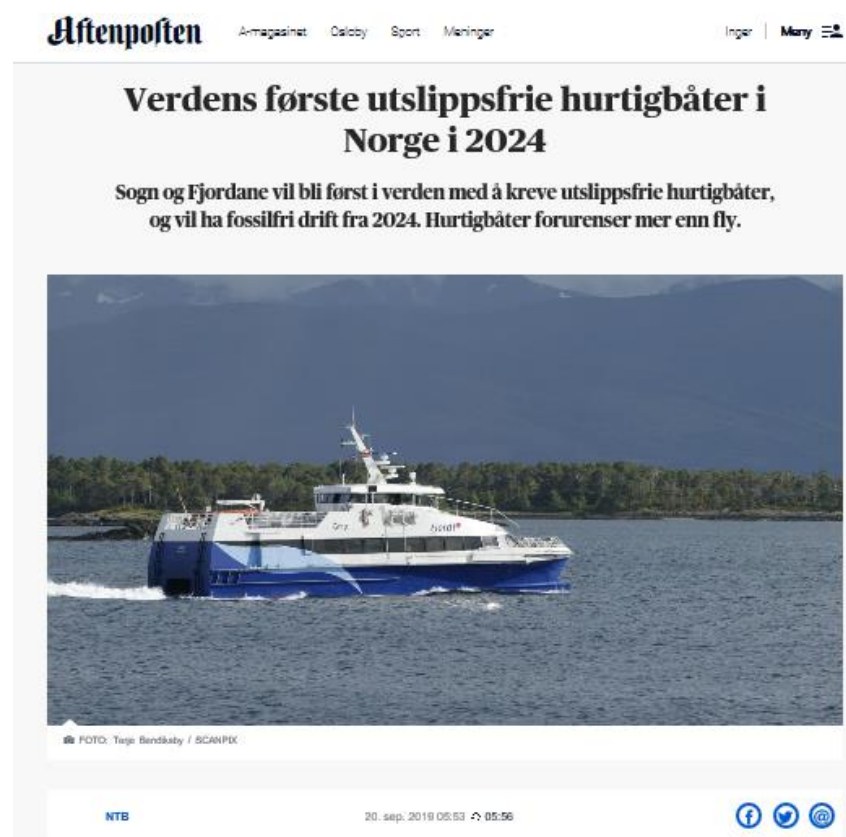 Aftenposten
A-magasinet Osloby Sport Meninger
Inger | Meny
Verdens første utslippsfrie hurtigbåter i
Norge i 2024
Sogn og Fjordane vil bli først i verden med å kreve utslippsfrie hurtigbåter,
og vil ha fossilfri drift fra 2024. Hurtigbåter forurenser mer enn fly.
FOTO: Terje Bendiksby / SCANPIX
NTB
20. sep. 2019 05:53 05:56